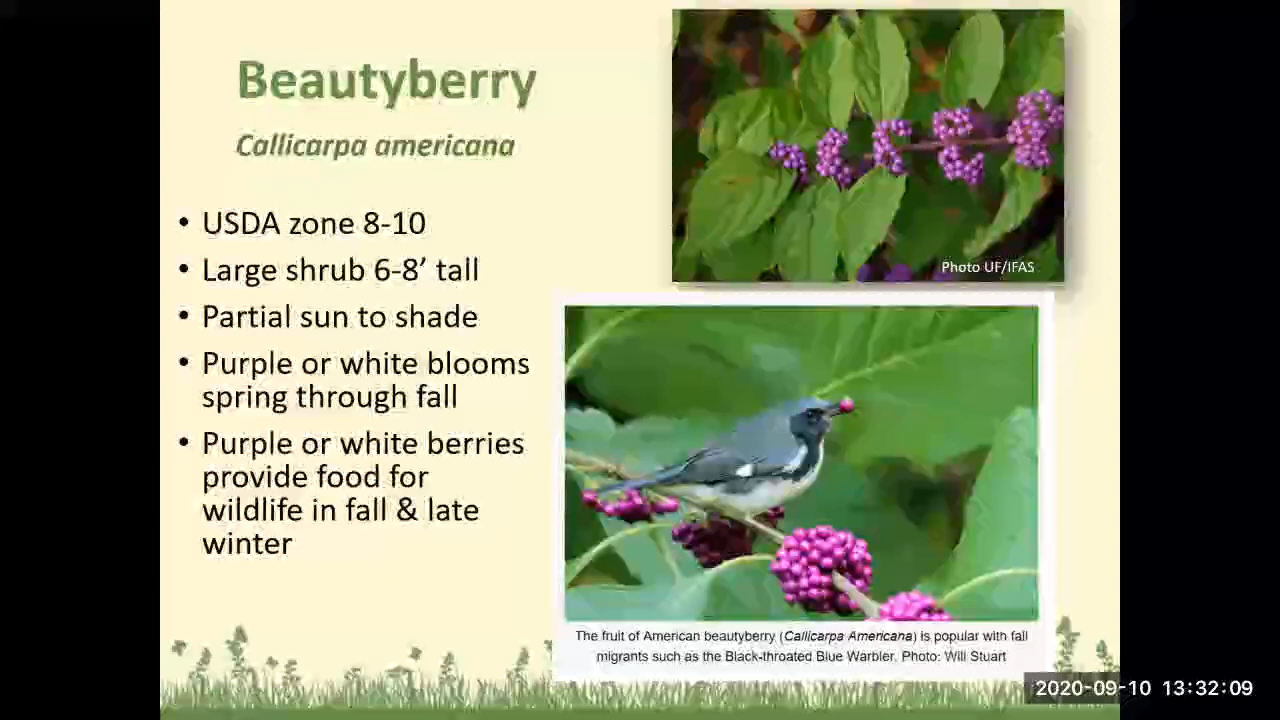 Beautyberry
Callicarpa americana
• USDA zone 8-10
• Large shrub 6-8’ tall
• Partial sun to shade
• Purple or white blooms
spring through fall
• Purple or white berries
provide food for
wildlife in fall & late
winter
Photo UF/IFAS
The fruit of American beautyberry (Callicarpa Americana) is popular with fall
migrants such as the Black-throated Blue Warbler. Photo: Will Stuart
2020-09-10 13:32:09